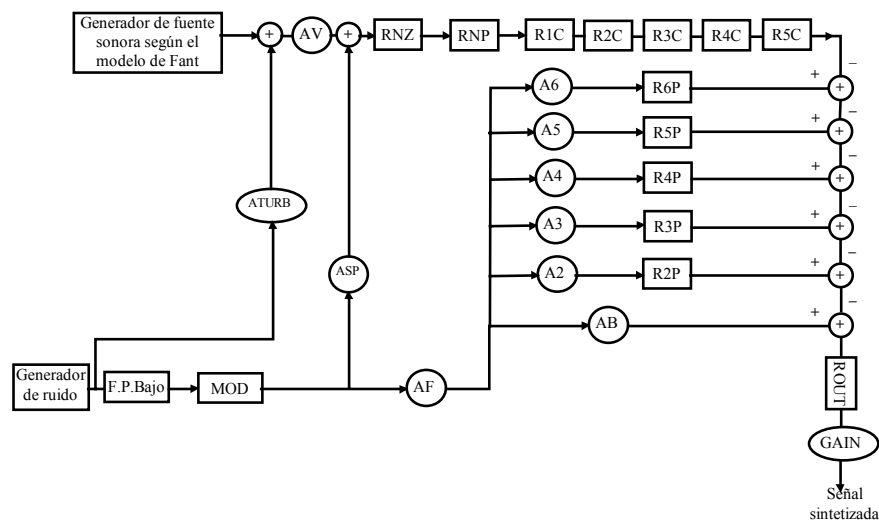 Generador de fuente
sonora según el
modelo de Fant
+
AV
+
RNZ
RNP
R1C
R2C
R3C
R4C
R5C
−
A6
R6P
+
+
−
A5
R5P
+
+
−
A4
R4P
+
+
−
A3
R3P
+
+
−
A2
R2P
+
+
−
AB
+
+
ATURB
ASP
Generador
de ruido
F.P.Bajo
MOD
AF
ROUT
GAIN
Señal
sintetizada